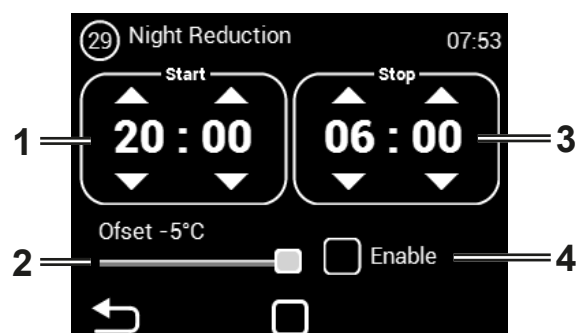 29 Night Reduction 07:53
Start Stop
1 20 : 00 06 : 00 3
Ofset -5°C
2 Enable 4